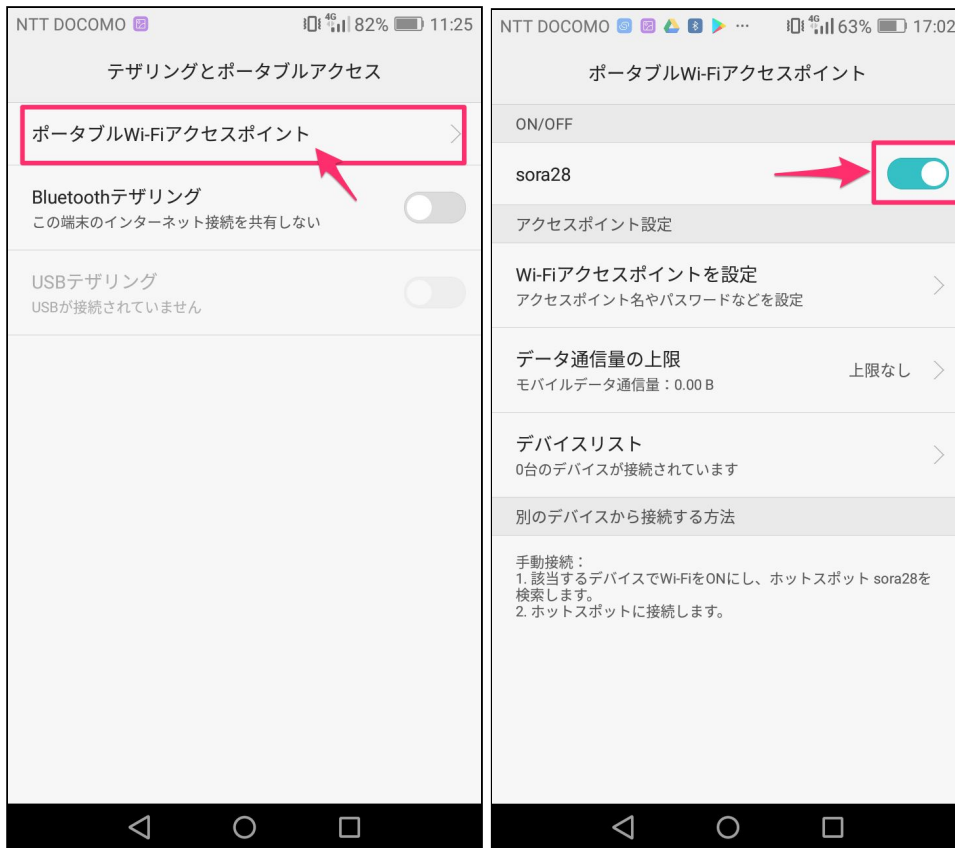 NTT DOCOMO 4G 82% 11:25
テザリングとポータブルアクセス
ポータブルWi-Fiアクセスポイント
Bluetoothテザリング
この端末のインターネット接続を共有しない
USBテザリング
USBが接続されていません
NTT DOCOMO ... 4G 63% 17:02
ポータブルWi-Fiアクセスポイント
ON/OFF
sora28
アクセスポイント設定
Wi-Fiアクセスポイントを設定
アクセスポイント名やパスワードなどを設定
データ通信量の上限
上限なし
モバイルデータ通信量：0.00 B
デバイスリスト
0台のデバイスが接続されています
別のデバイスから接続する方法
手動接続：
1. 該当するデバイスでWi-FiをONにし、ホットスポット sora28を
検索します。
2. ホットスポットに接続します。